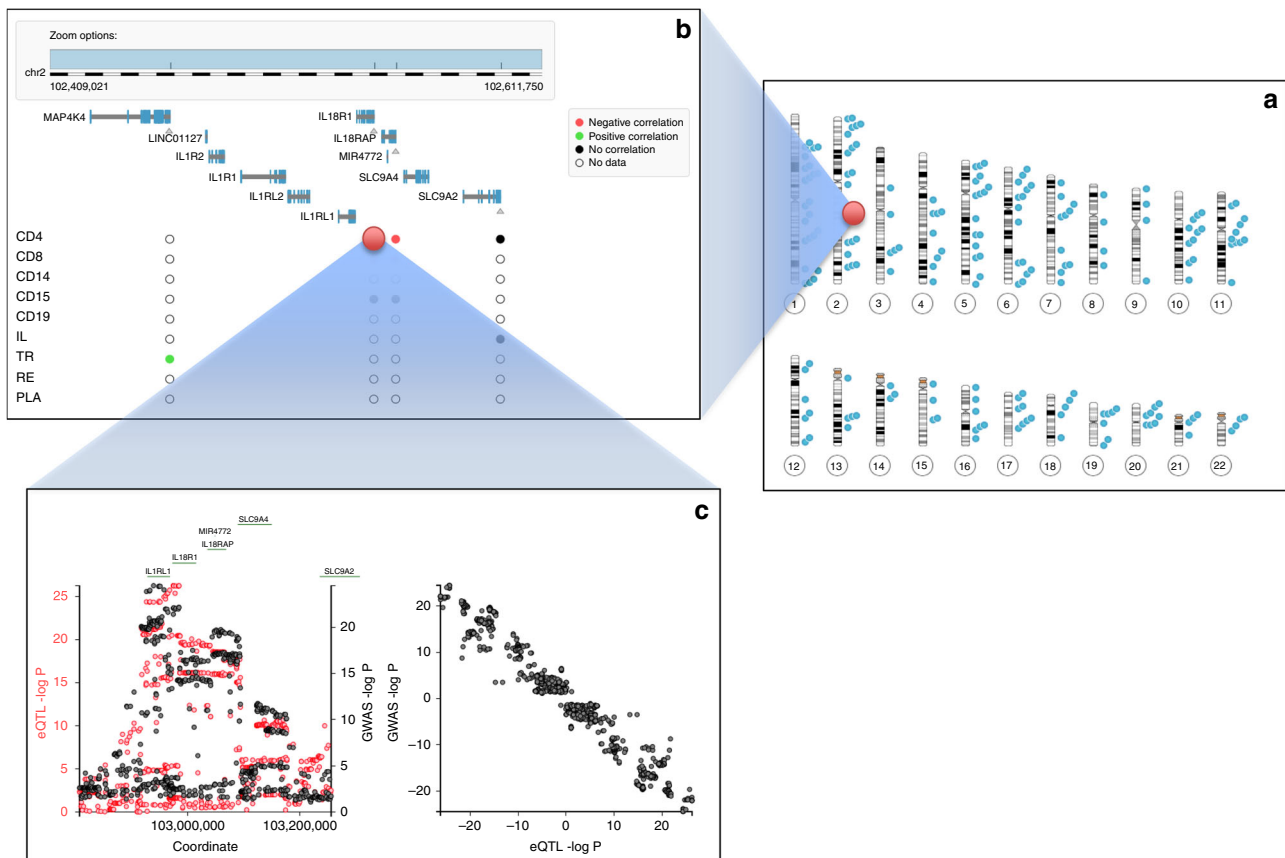 b
Zoom options:
chr2
102,409,021
102,611,750
MAP4K4
LINC01127
IL1R2
IL1R1
IL1RL2
IL1RL1
IL18R1
IL18RAP
MIR4772
SLC9A4
SLC9A2
Negative correlation
Positive correlation
No correlation
No data
CD4
CD8
CD14
CD15
CD19
IL
TR
RE
PLA
a
1 2 3 4 5 6 7 8 9 10 11
12 13 14 15 16 17 18 19 20 21 22
c
SLC9A4
MIR4772
IL18RAP
IL18R1
IL1RL1
SLC9A2
25
20
15
10
5
0
eQTL -log P
20
15
10
5
0
GWAS -log P
103,000,000
103,200,000
Coordinate
20
10
0
−10
−20
GWAS -log P
−20 −10 0 10 20
eQTL -log P